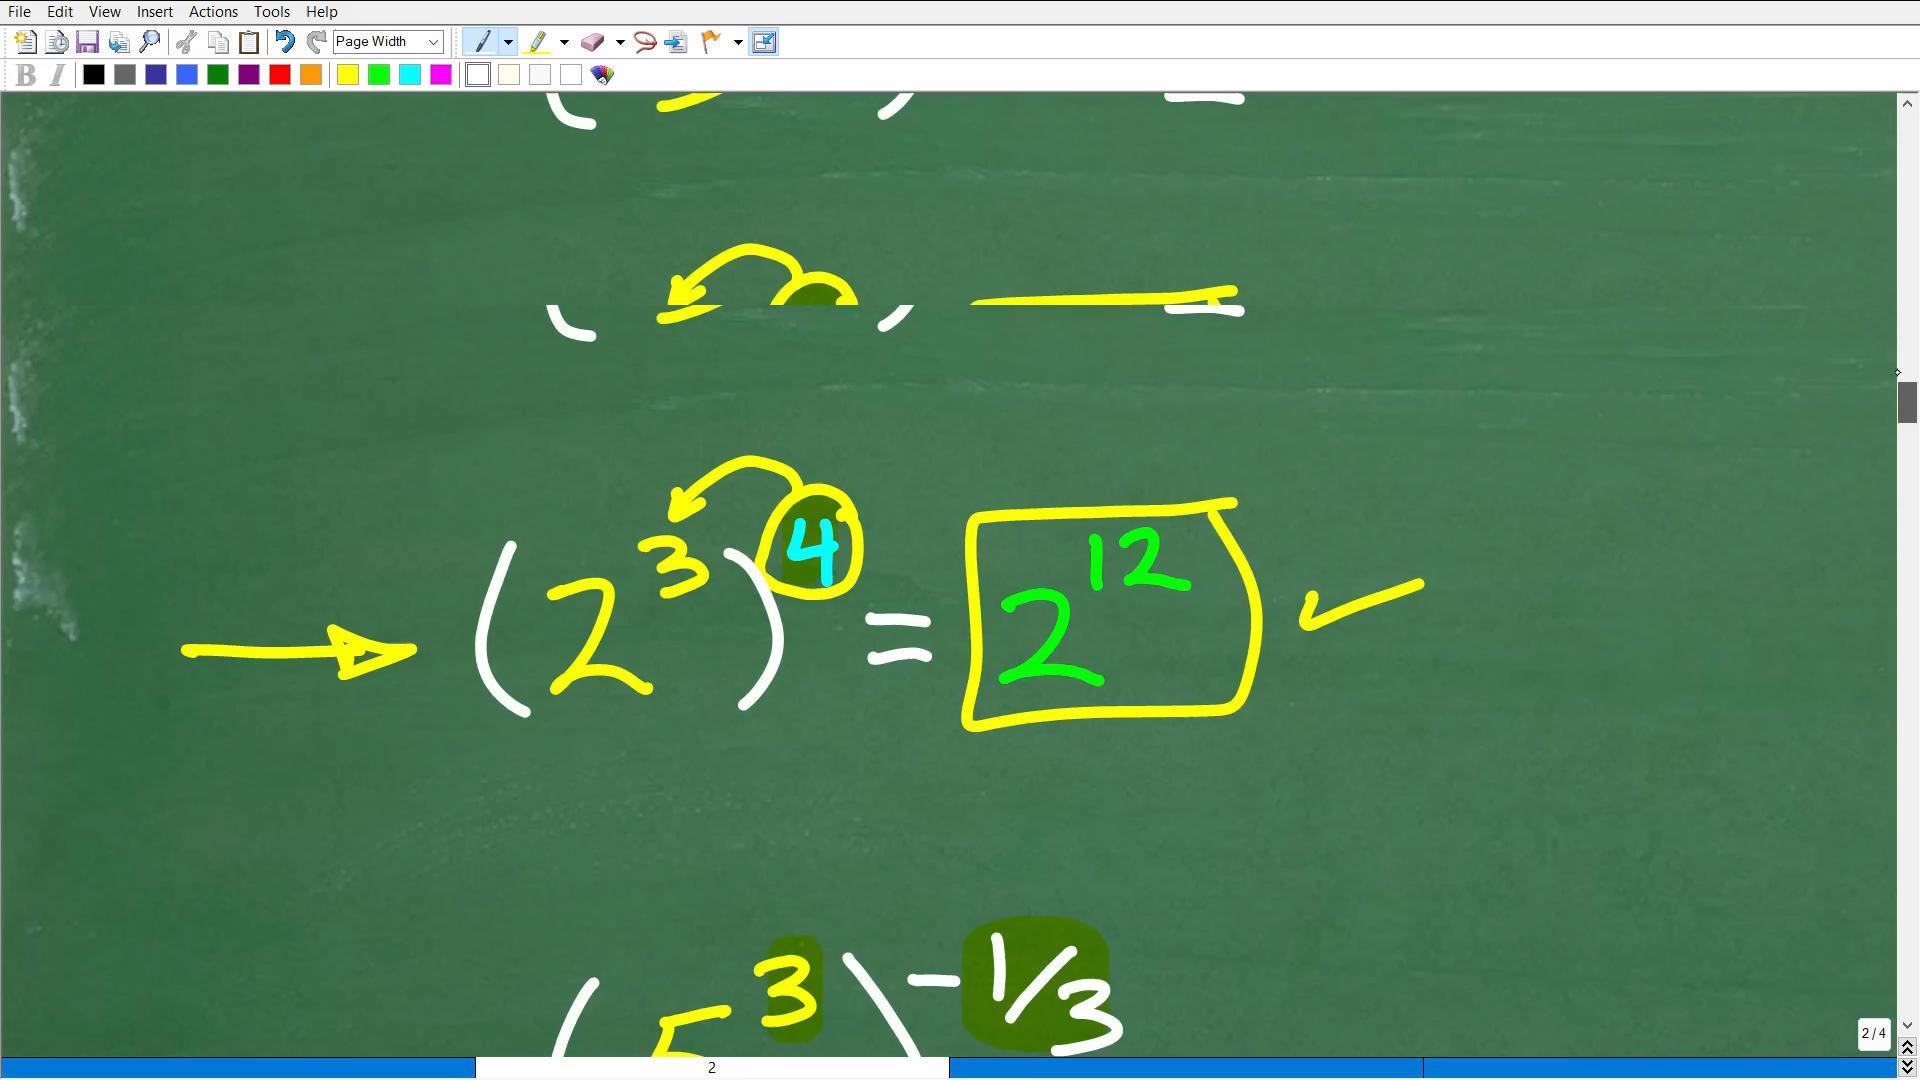 File Edit View Insert Actions Tools Help
Page Width
B I
(2³)⁴ = 2¹²
(5³)⁻¹/³
2/4
2